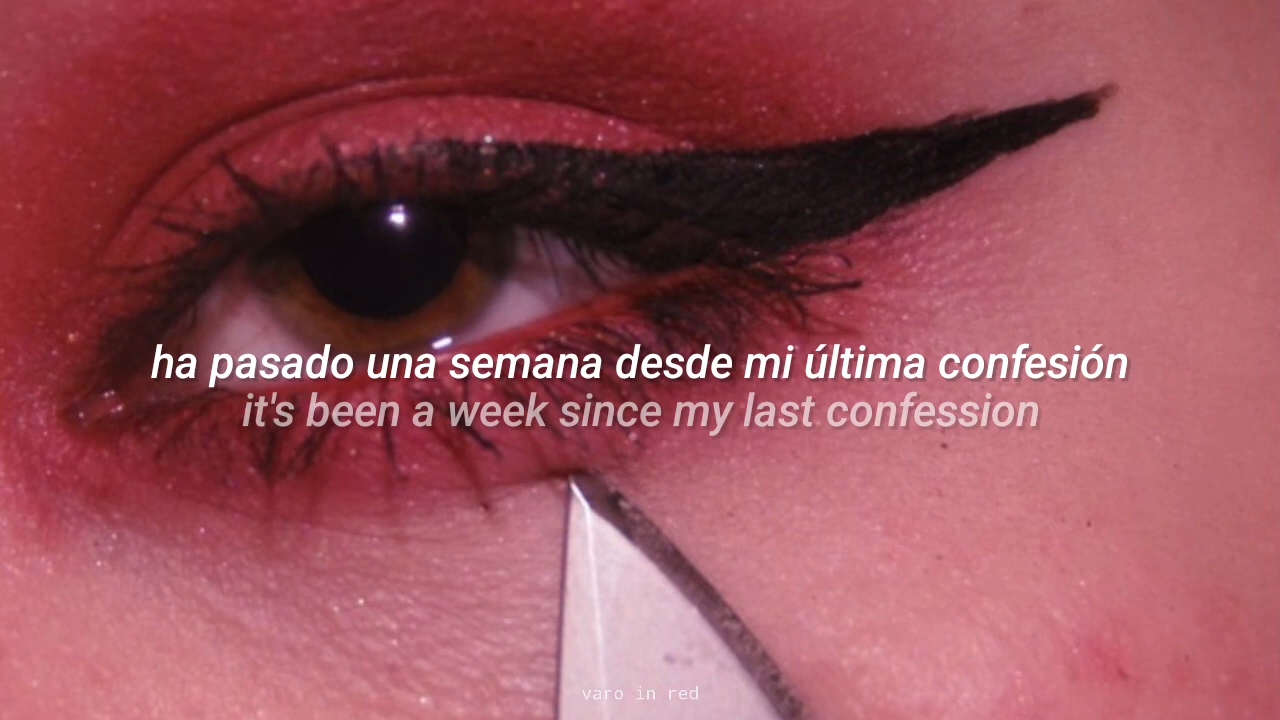 ha pasado una semana desde mi última confesión
it's been a week since my last confession
varo in red